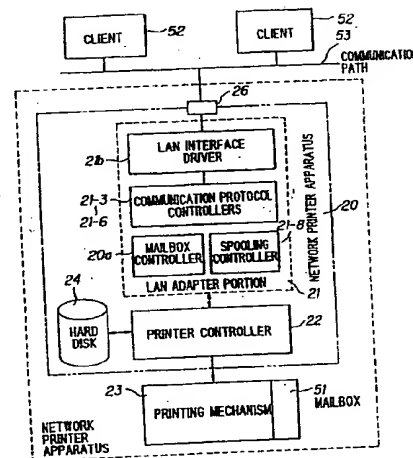 CLIENT
52
CLIENT
52
53
COMMUNICATION
PATH
26
LAN INTERFACE
DRIVER
21b
COMMUNICATION PROTOCOL
CONTROLLERS
21-3
21-6
MAILBOX
CONTROLLER
20a
SPOOLING
CONTROLLER
21-8
LAN ADAPTER PORTION
21
NETWORK PRINTER APPARATUS
20
24
HARD
DISK
PRINTER CONTROLLER
22
23
PRINTING MECHANISM
51
MAILBOX
NETWORK
PRINTER
APPARATUS